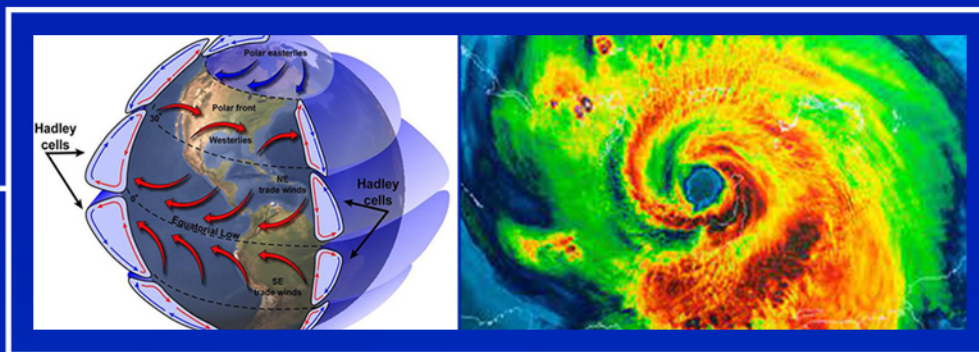 Polar easterlies
Polar front
30°
Westerlies
Hadley
cells
NE
trade winds
Hadley
cells
0°
Equatorial Low
SE
trade winds